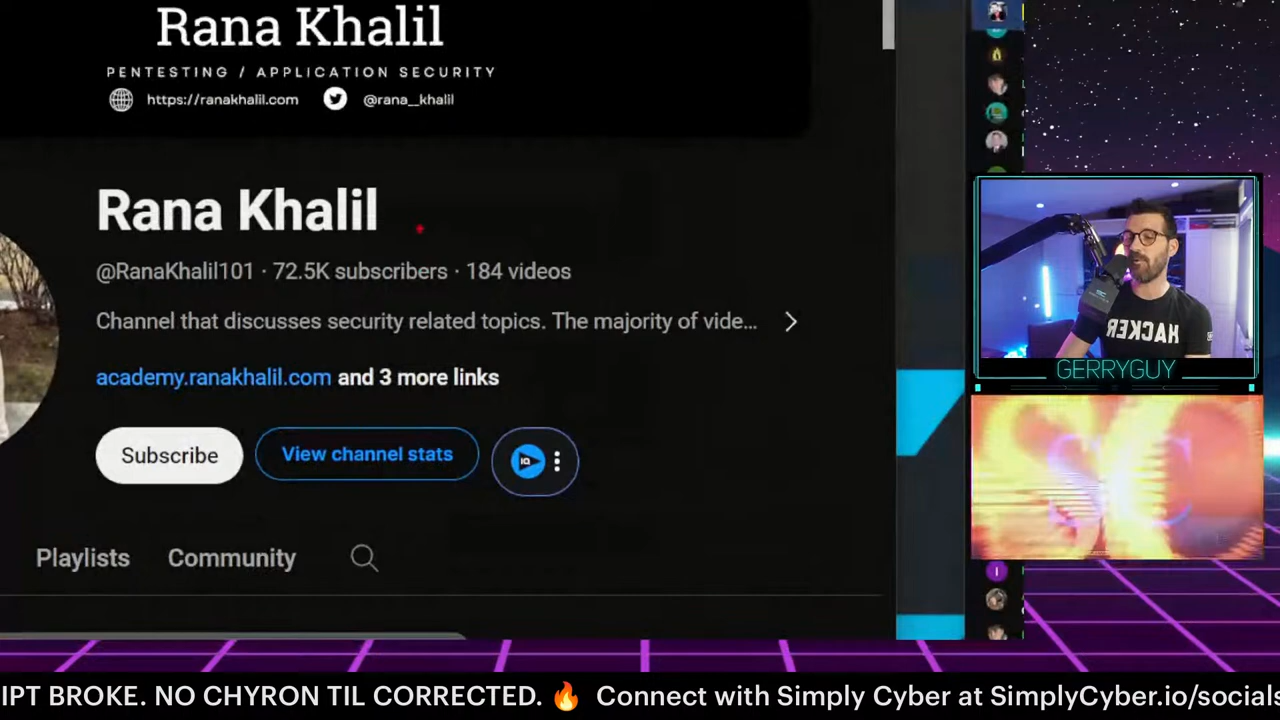 Rana Khalil
PENTESTING / APPLICATION SECURITY
https://ranakhalil.com @rana__khalil
Rana Khalil
@RanaKhalil101 · 72.5K subscribers · 184 videos
Channel that discusses security related topics. The majority of vide...
academy.ranakhalil.com and 3 more links
Subscribe
View channel stats
IQ
Playlists
Community
HACKER
GERRYGUY
SC
I
IPT BROKE. NO CHYRON TIL CORRECTED. 🔥 Connect with Simply Cyber at SimplyCyber.io/socials